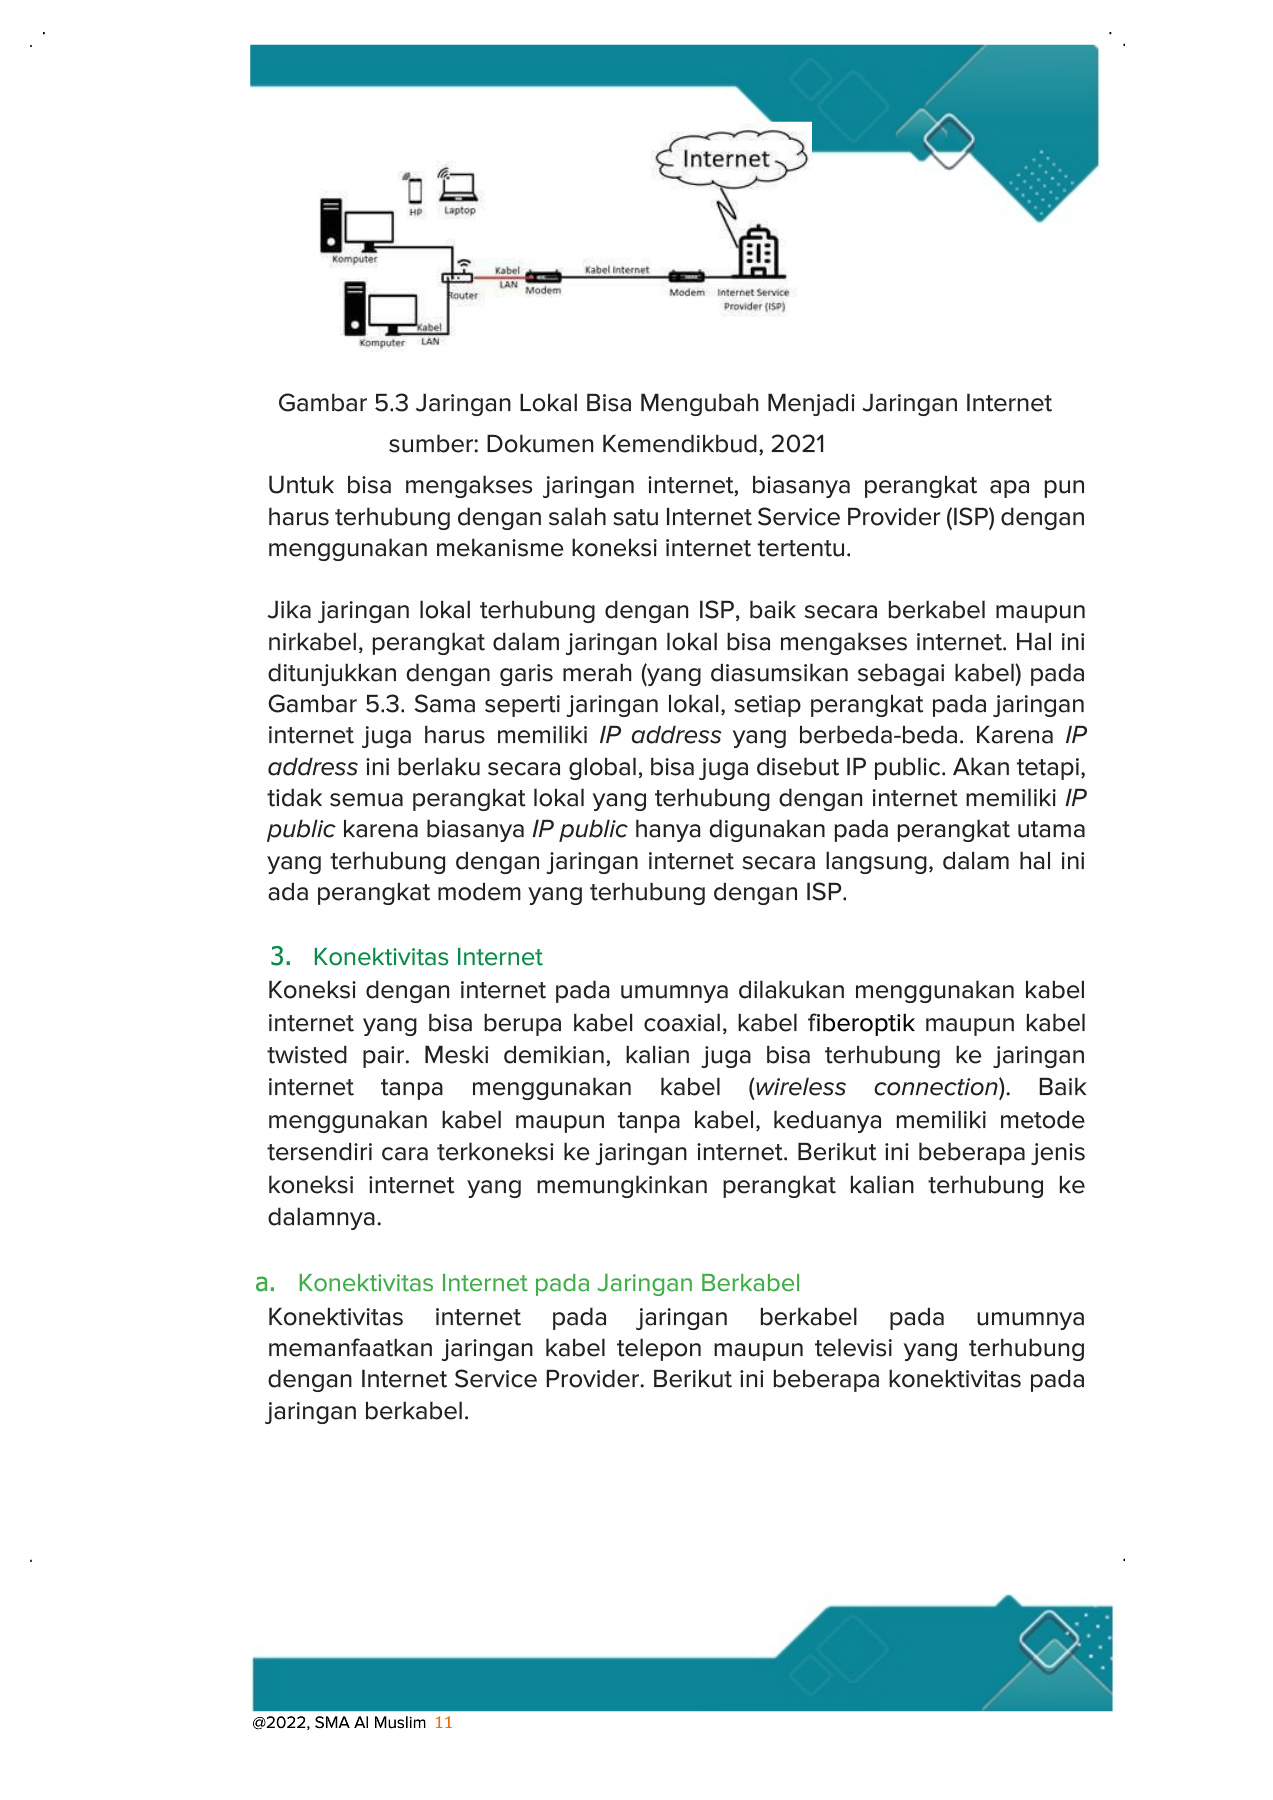 Internet
HP
Laptop
Komputer
Kabel
LAN
Kabel Internet
Router
Modem
Modem
Internet Service
Provider (ISP)
Kabel
Komputer
LAN
Gambar 5.3 Jaringan Lokal Bisa Mengubah Menjadi Jaringan Internet
sumber: Dokumen Kemendikbud, 2021
Untuk bisa mengakses jaringan internet, biasanya perangkat apa pun
harus terhubung dengan salah satu Internet Service Provider (ISP) dengan
menggunakan mekanisme koneksi internet tertentu.
Jika jaringan lokal terhubung dengan ISP, baik secara berkabel maupun
nirkabel, perangkat dalam jaringan lokal bisa mengakses internet. Hal ini
ditunjukkan dengan garis merah (yang diasumsikan sebagai kabel) pada
Gambar 5.3. Sama seperti jaringan lokal, setiap perangkat pada jaringan
internet juga harus memiliki IP address yang berbeda-beda. Karena IP
address ini berlaku secara global, bisa juga disebut IP public. Akan tetapi,
tidak semua perangkat lokal yang terhubung dengan internet memiliki IP
public karena biasanya IP public hanya digunakan pada perangkat utama
yang terhubung dengan jaringan internet secara langsung, dalam hal ini
ada perangkat modem yang terhubung dengan ISP.
3. Konektivitas Internet
Koneksi dengan internet pada umumnya dilakukan menggunakan kabel
internet yang bisa berupa kabel coaxial, kabel fiberoptik maupun kabel
twisted pair. Meski demikian, kalian juga bisa terhubung ke jaringan
internet tanpa menggunakan kabel (wireless connection). Baik
menggunakan kabel maupun tanpa kabel, keduanya memiliki metode
tersendiri cara terkoneksi ke jaringan internet. Berikut ini beberapa jenis
koneksi internet yang memungkinkan perangkat kalian terhubung ke
dalamnya.
a. Konektivitas Internet pada Jaringan Berkabel
Konektivitas internet pada jaringan berkabel pada umumnya
memanfaatkan jaringan kabel telepon maupun televisi yang terhubung
dengan Internet Service Provider. Berikut ini beberapa konektivitas pada
jaringan berkabel.
@2022, SMA Al Muslim 11